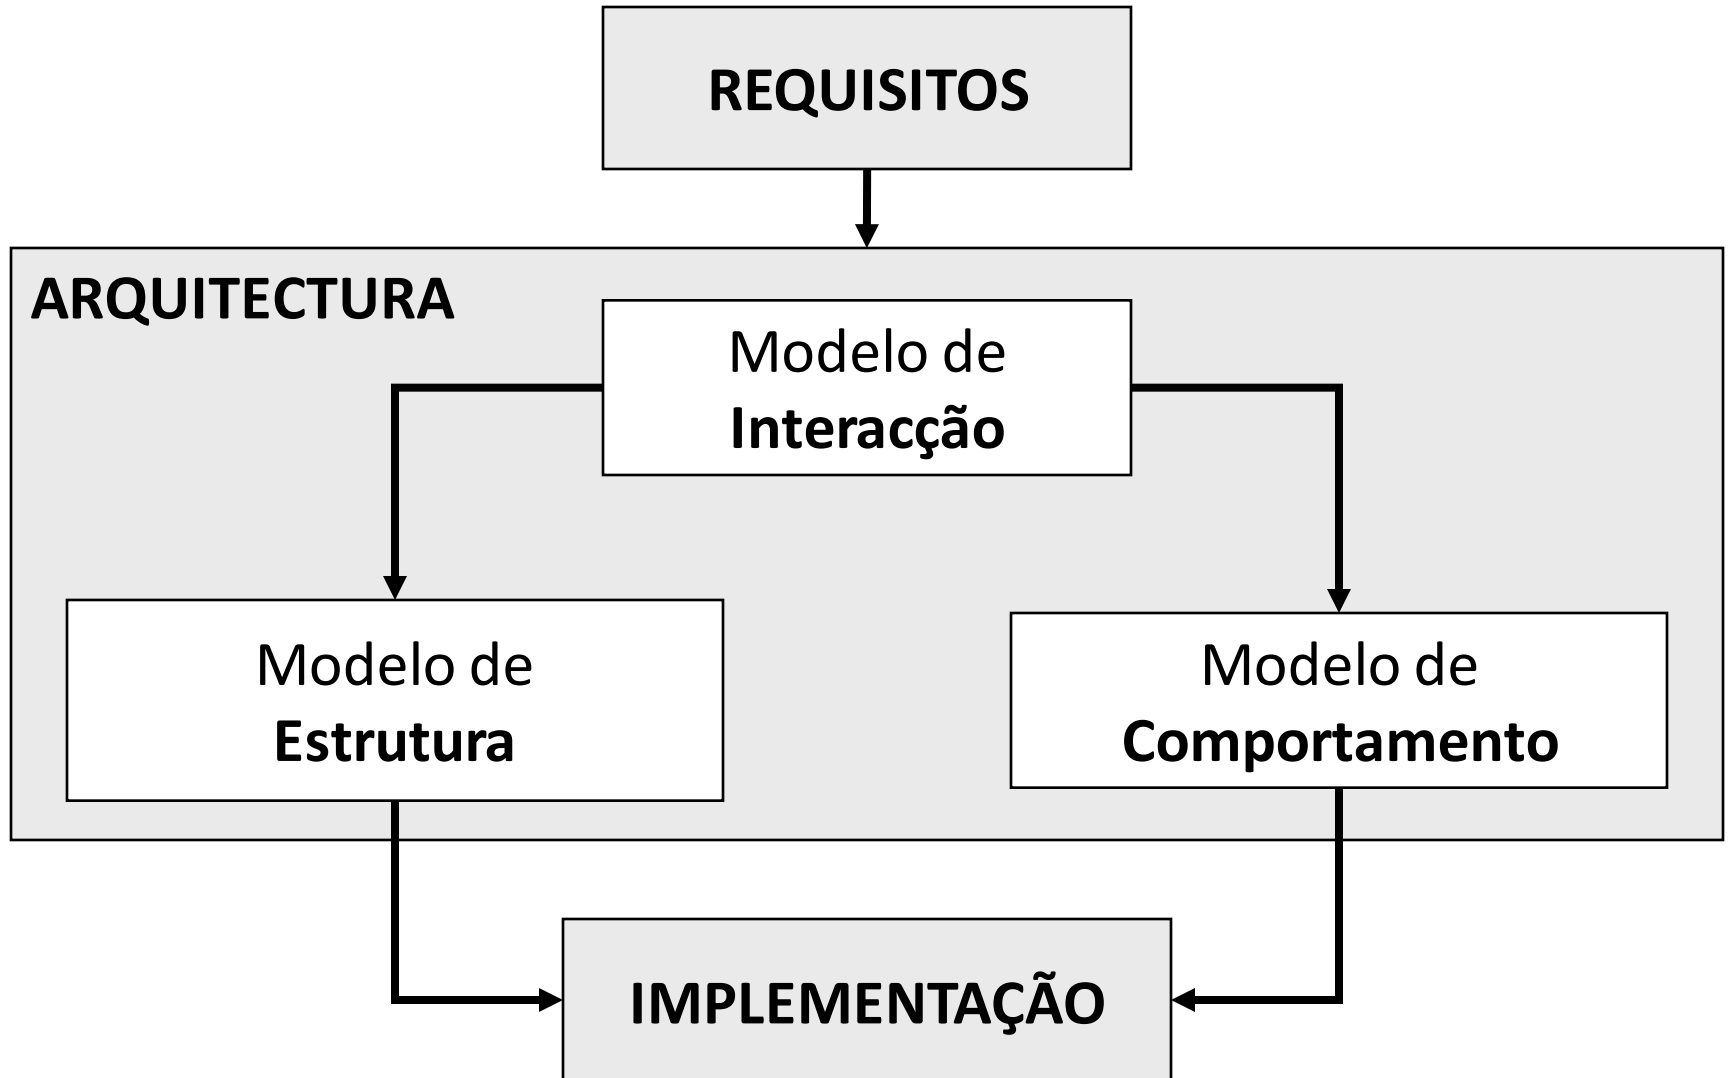 REQUISITOS
ARQUITECTURA
Modelo de
Interacção
Modelo de
Estrutura
Modelo de
Comportamento
IMPLEMENTAÇÃO